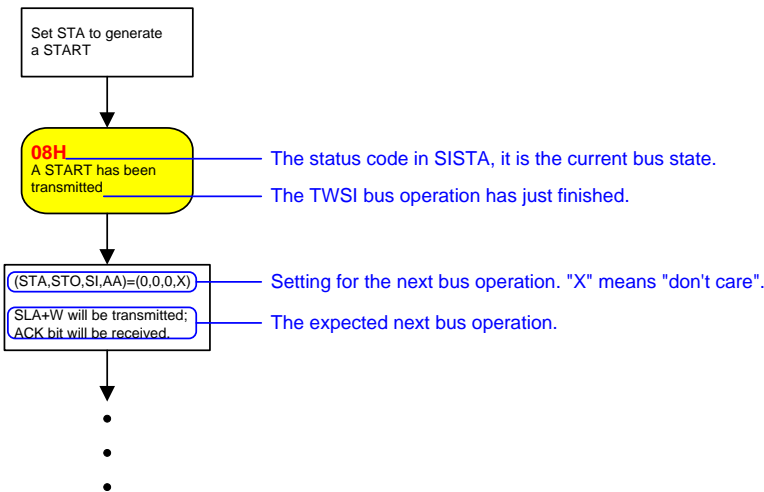 Set STA to generate
a START
08H
A START has been
transmitted
The status code in SISTA, it is the current bus state.
The TWSI bus operation has just finished.
(STA,STO,SI,AA)=(0,0,0,X)
Setting for the next bus operation. "X" means "don't care".
SLA+W will be transmitted;
ACK bit will be received.
The expected next bus operation.